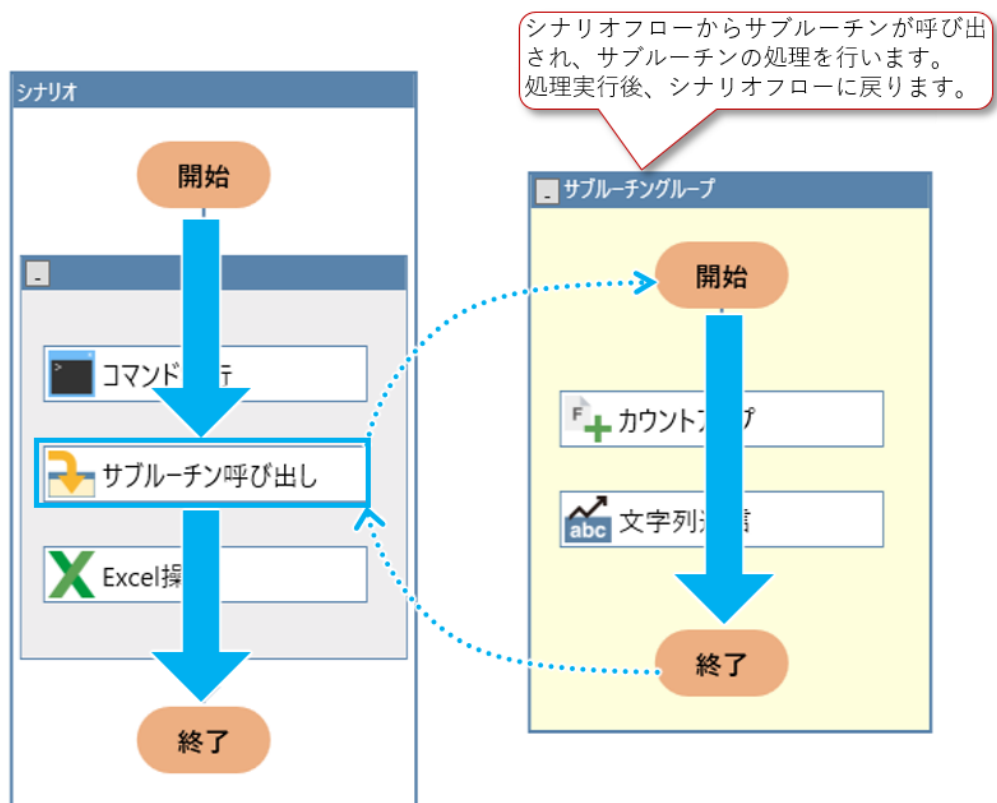 シナリオフローからサブルーチンが呼び出
され、サブルーチンの処理を行います。
処理実行後、シナリオフローに戻ります。
シナリオ
開始
-
コマンド
サブルーチン呼び出し
Excel操
終了
- サブルーチングループ
開始
F
カウント
abc
文字列
終了